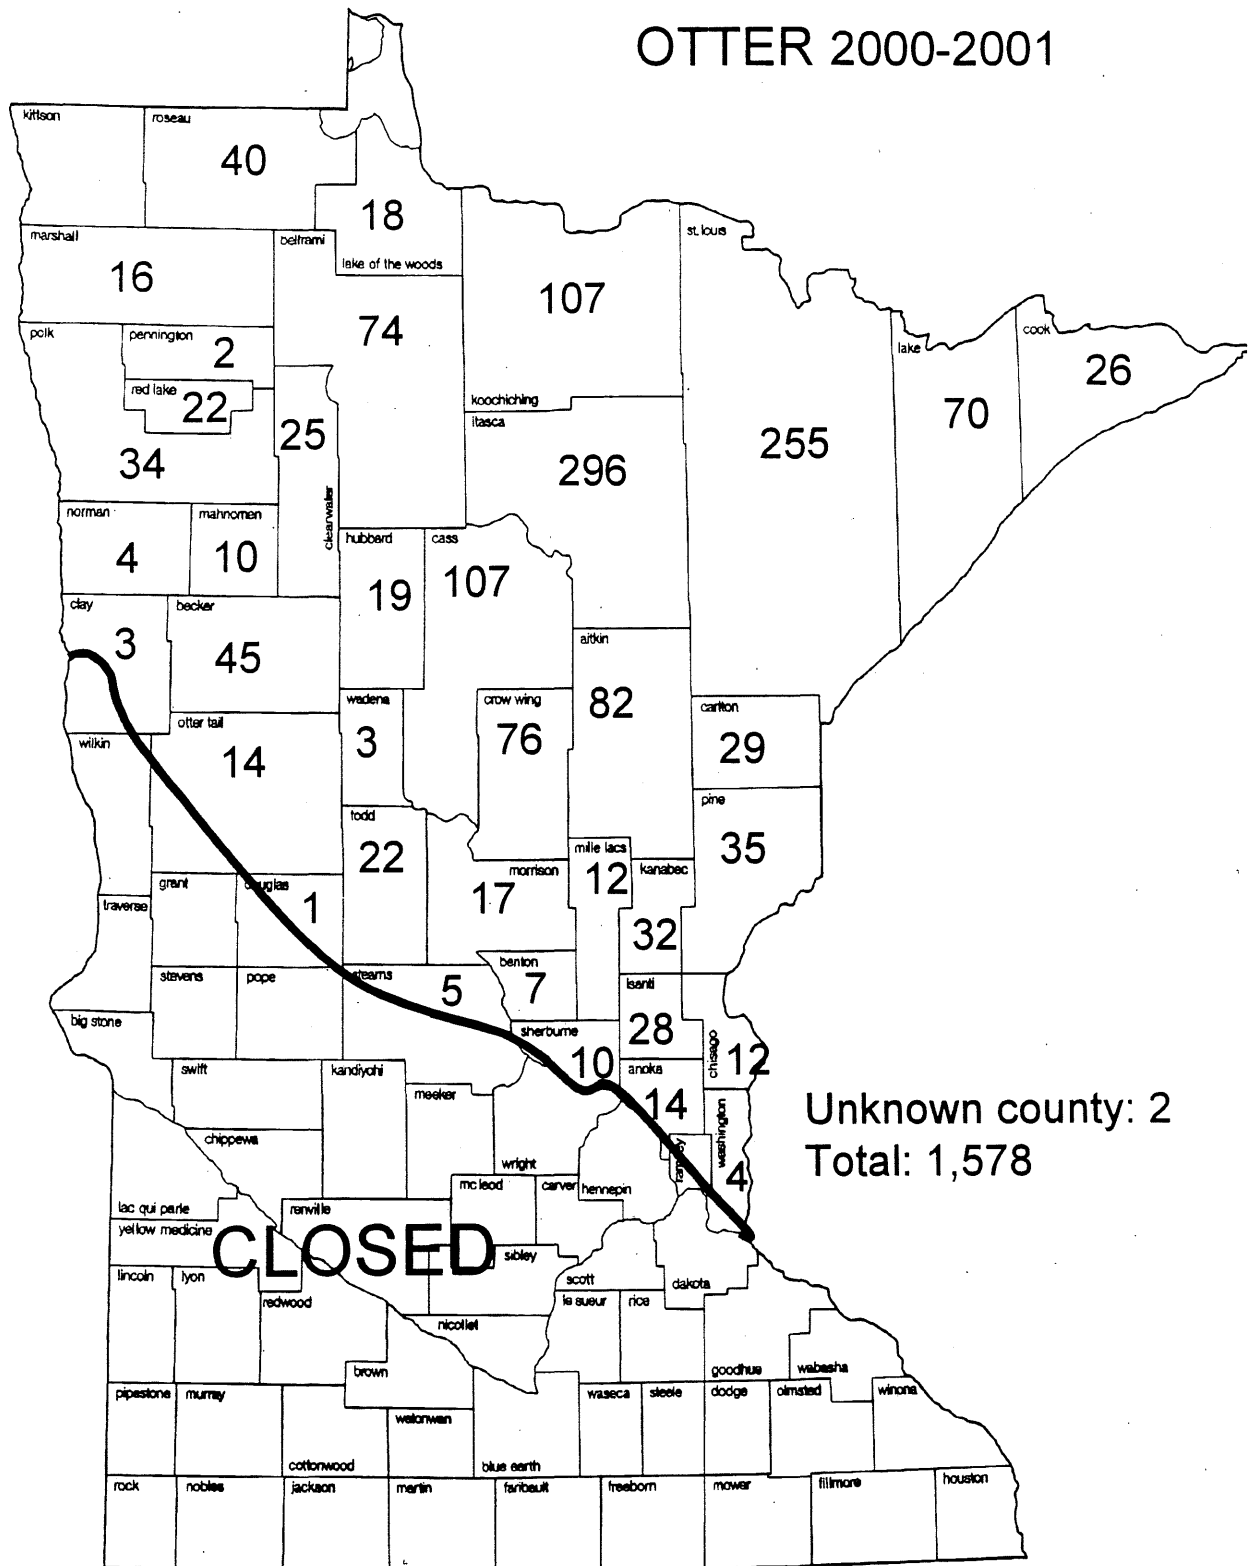 OTTER 2000-2001
kittson
roseau
40
18
lake of the woods
marshall
16
beltrami
74
107
koochiching
st. louis
255
lake
70
cook
26
polk
34
pennington
2
red lake
22
25
clearwater
itasca
296
norman
4
mahnomen
10
hubbard
19
cass
107
clay
3
becker
45
aitkin
82
wilkin
otter tail
14
wadena
3
crow wing
76
carlton
29
pine
35
todd
22
morrison
17
mille lacs
12
kanabec
32
traverse
grant
douglas
1
stevens
pope
stearns
5
benton
7
isanti
28
big stone
sherburne
10
anoka
14
chisago
12
swift
kandiyohi
meeker
wright
washington
4
ramsey
Unknown county: 2
Total: 1,578
chippewa
lac qui parle
yellow medicine
renville
mc leod
carver
hennepin
CLOSED
sibley
scott
dakota
lincoln
lyon
redwood
nicollet
le sueur
rice
goodhue
wabasha
brown
pipestone
murray
cottonwood
watonwan
blue earth
waseca
steele
dodge
olmsted
winona
rock
nobles
jackson
martin
faribault
freeborn
mower
fillmore
houston